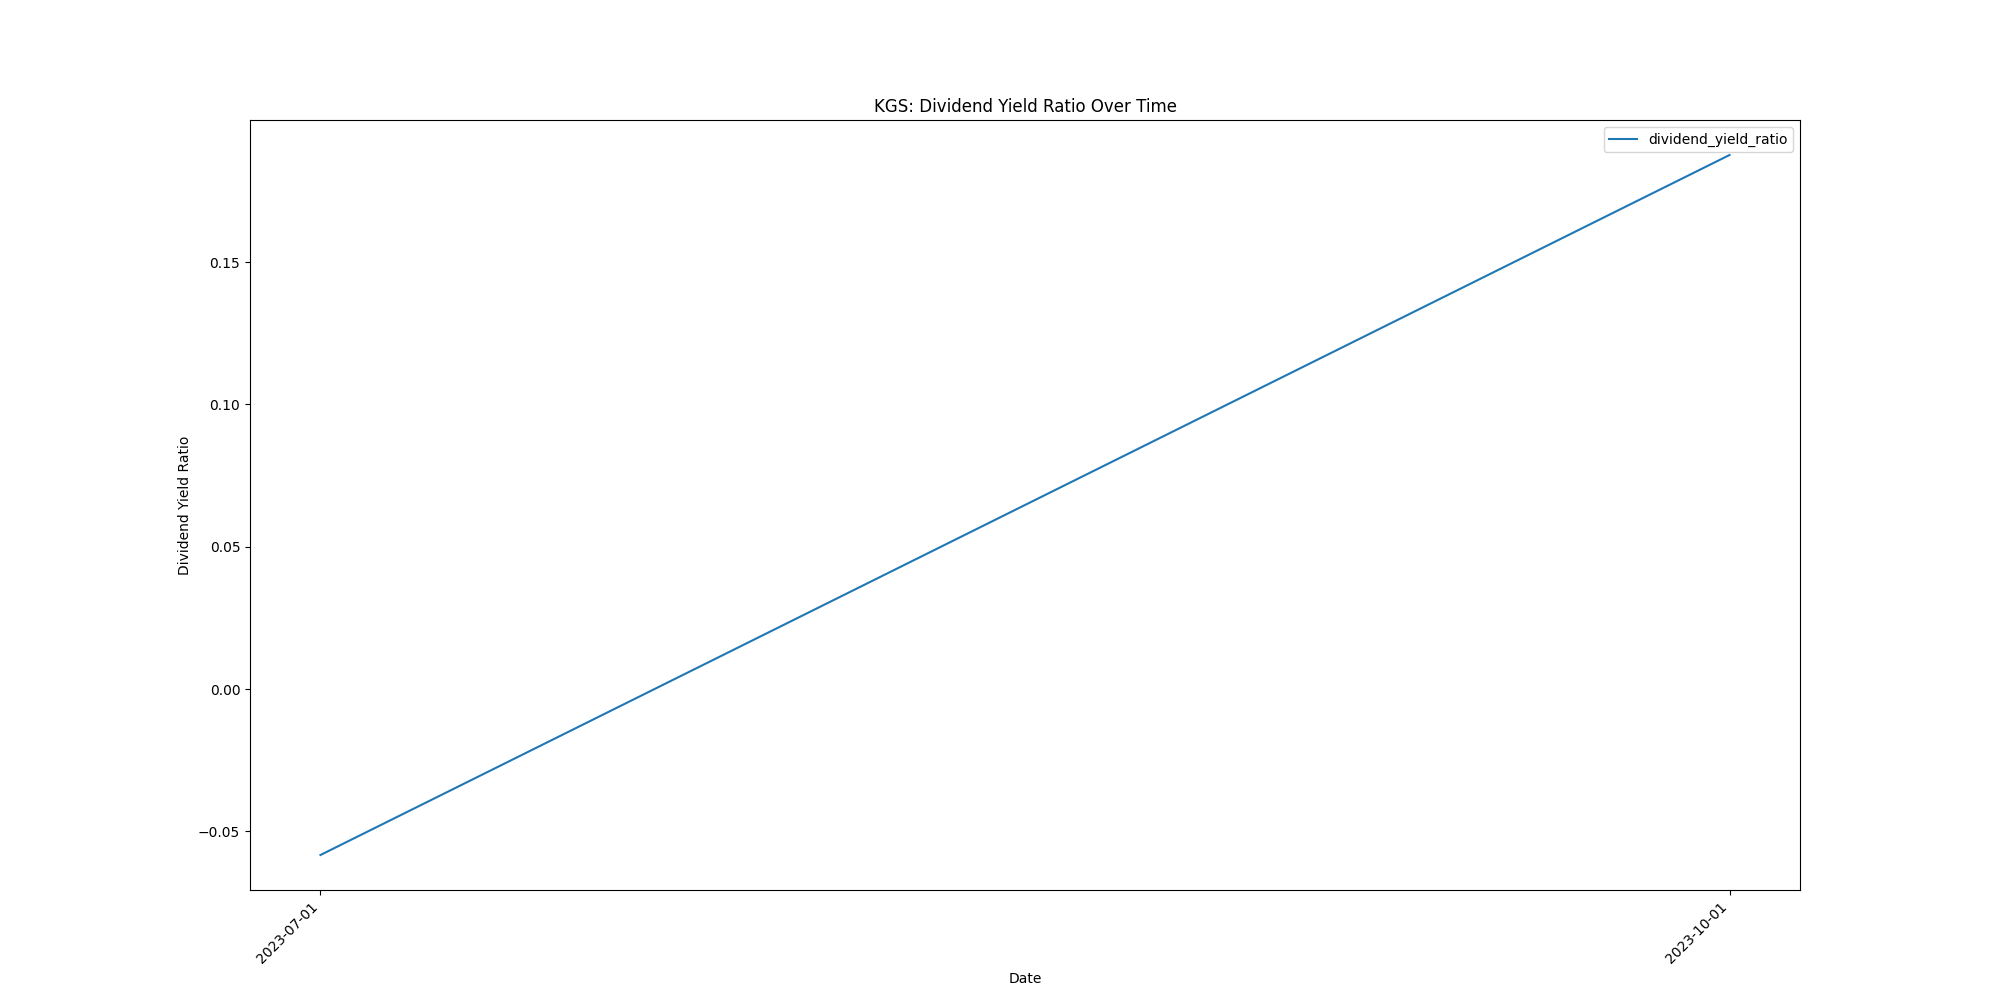 KGS: Dividend Yield Ratio Over Time
dividend_yield_ratio
0.15
0.10
0.05
0.00
−0.05
Dividend Yield Ratio
2023-07-01
2023-10-01
Date